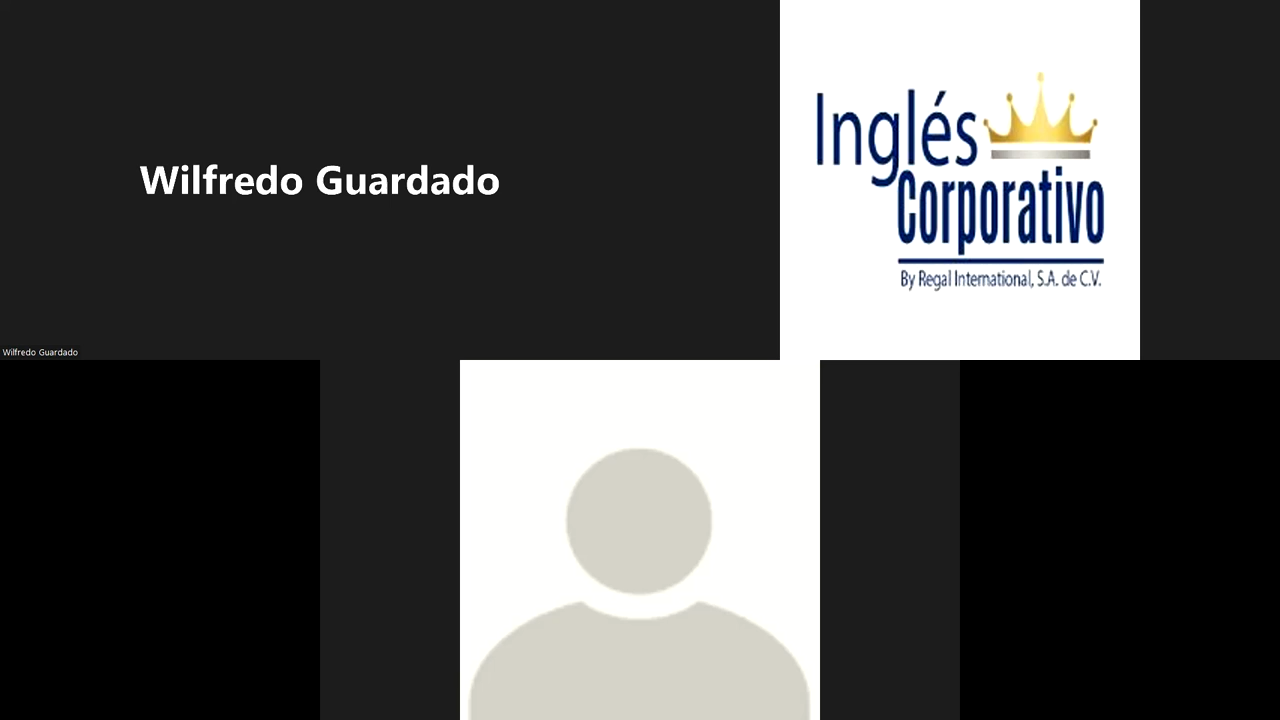 Wilfredo Guardado
Inglés
Corporativo
By Regal International, S.A. de C.V.
Wilfredo Guardado